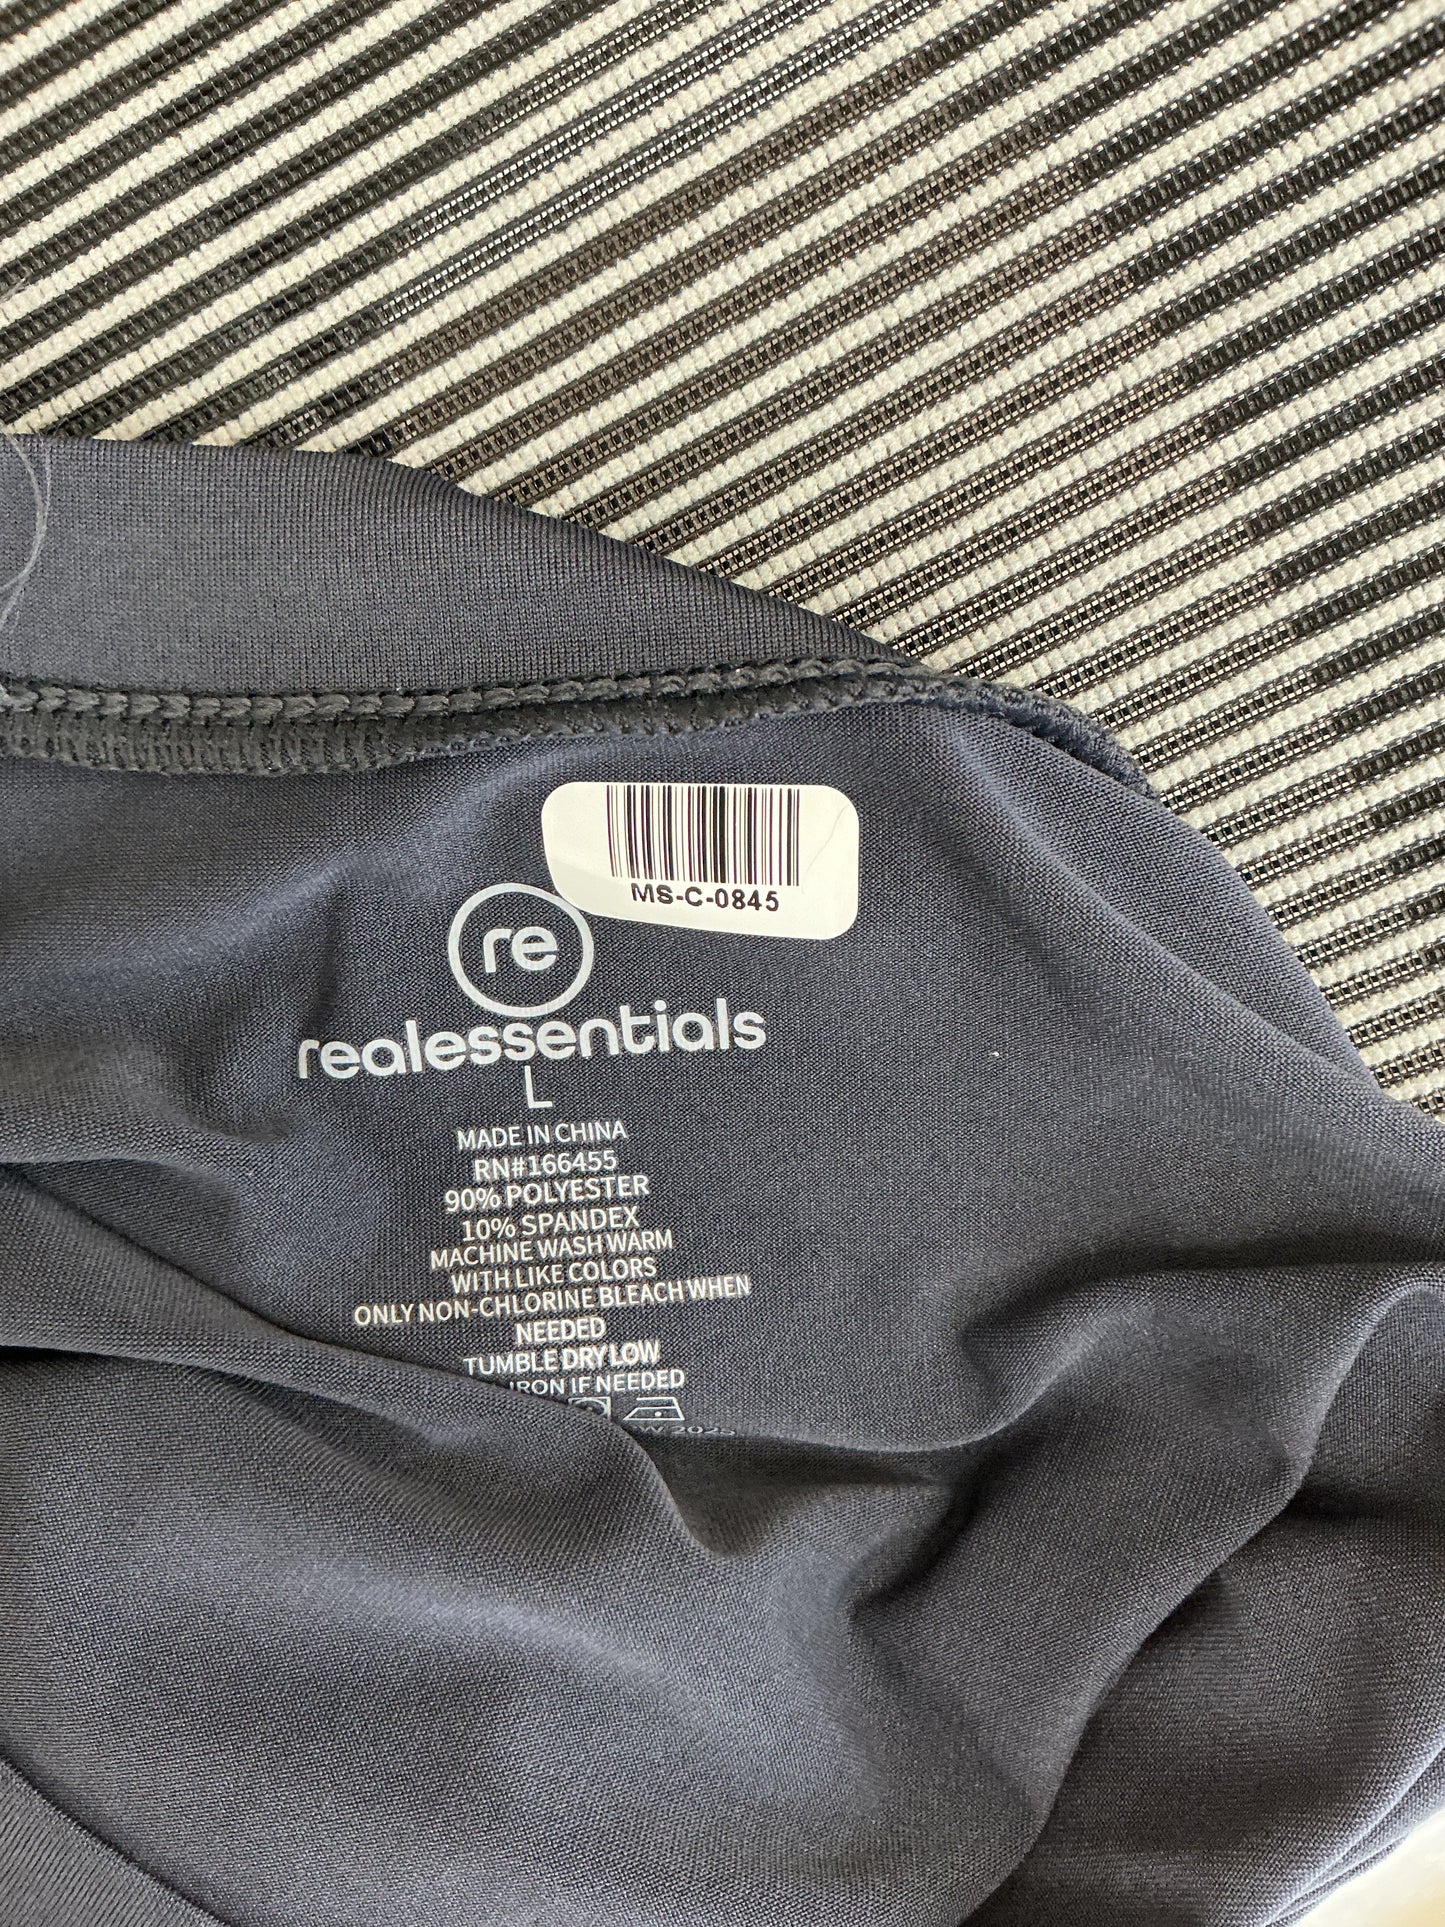 MS-C-0845
re
realessentials
L
MADE IN CHINA
RN#166455
90% POLYESTER
10% SPANDEX
MACHINE WASH WARM
WITH LIKE COLORS
ONLY NON-CHLORINE BLEACH WHEN
NEEDED
TUMBLE DRY LOW
IRON IF NEEDED
2025